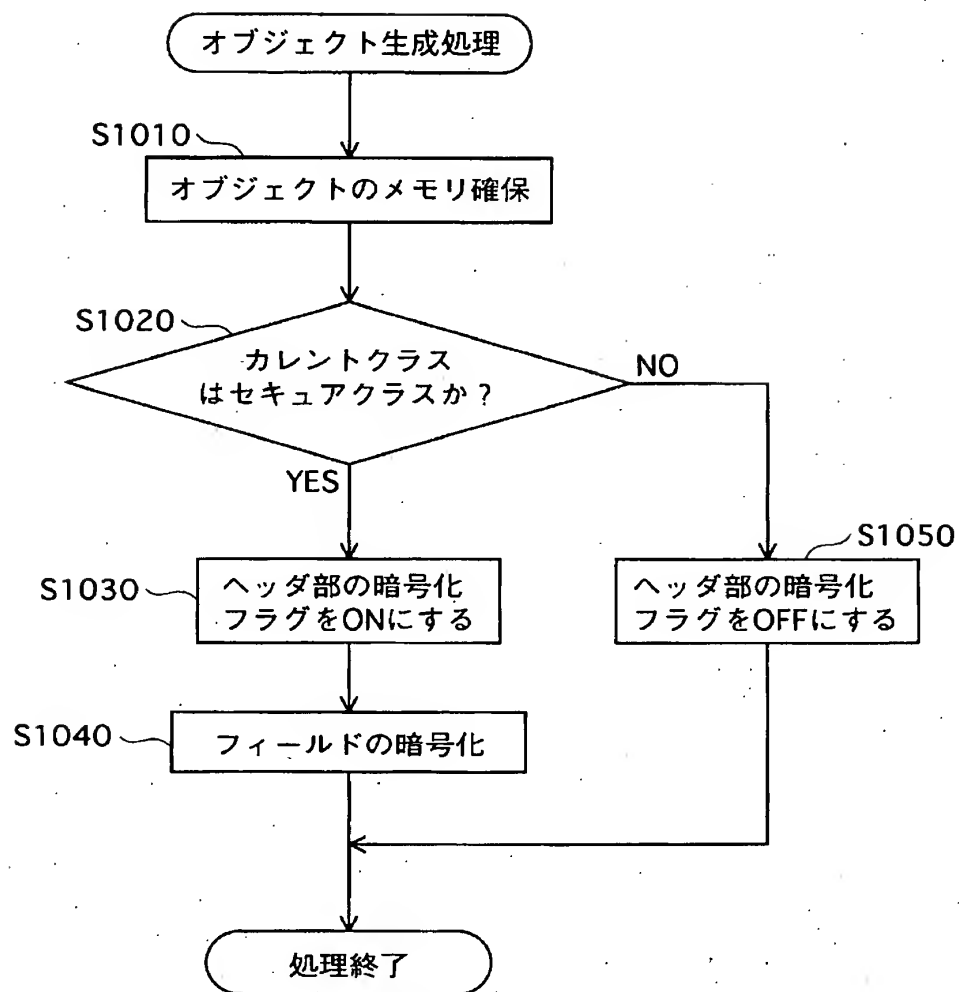 オブジェクト生成処理
S1010
オブジェクトのメモリ確保
S1020
カレントクラス
はセキュアクラスか?
NO
YES
S1030
ヘッダ部の暗号化
フラグをONにする
S1050
ヘッダ部の暗号化
フラグをOFFにする
S1040
フィールドの暗号化
処理終了